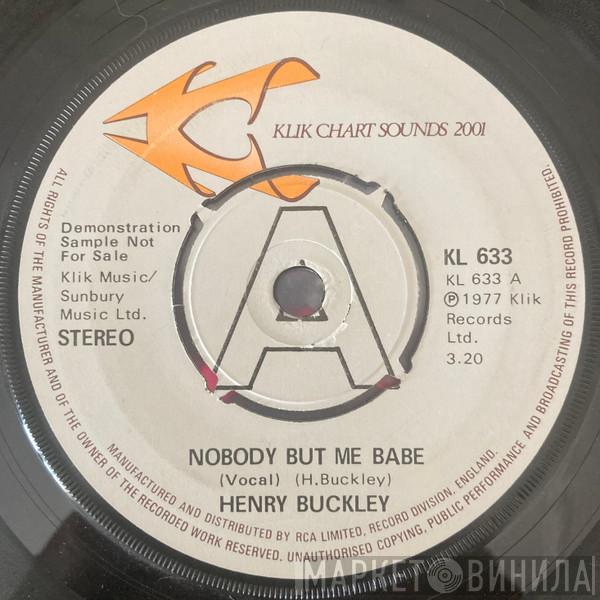 KLIK CHART SOUNDS 2001
Demonstration
Sample Not
For Sale
Klik Music/
Sunbury
Music Ltd.
STEREO
A
KL 633
KL 633 A
Ⓟ 1977 Klik
Records
Ltd.
3.20
NOBODY BUT ME BABE
(Vocal) (H.Buckley)
HENRY BUCKLEY
ALL RIGHTS OF THE MANUFACTURER AND OF THE OWNER OF THE RECORDED WORK RESERVED. UNAUTHORISED COPYING, PUBLIC PERFORMANCE AND BROADCASTING OF THIS RECORD PROHIBITED.
MANUFACTURED AND DISTRIBUTED BY RCA LIMITED, RECORD DIVISION, ENGLAND.
МАРКЕТ ВИНИЛА